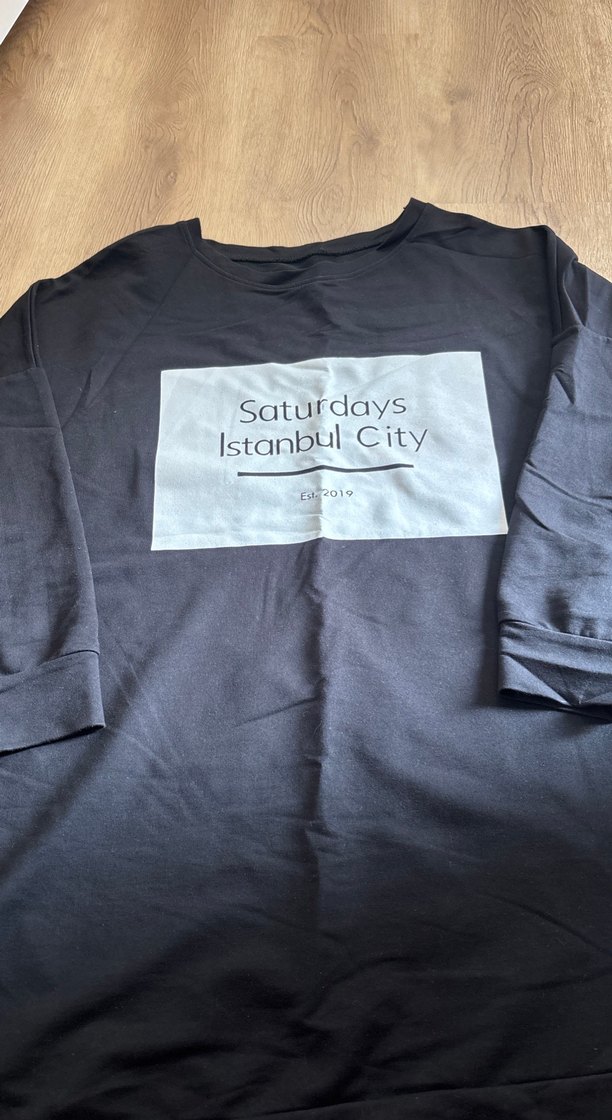 Saturdays
Istanbul City
Est. 2019